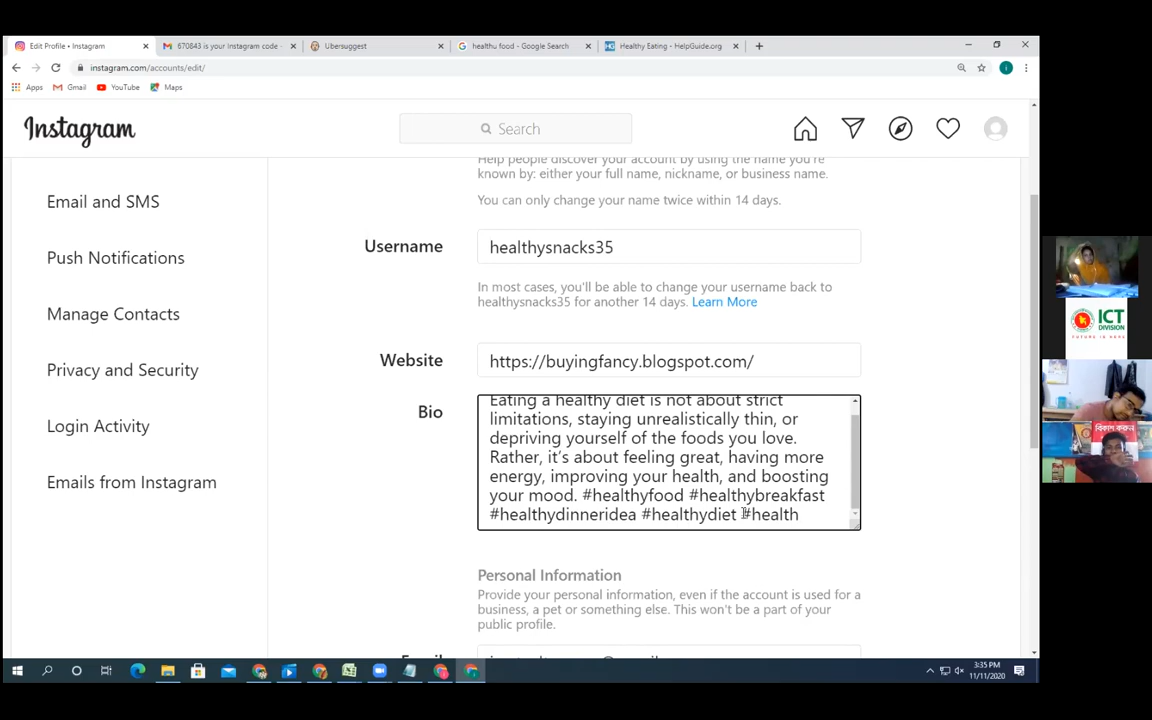 Edit Profile • Instagram
670843 is your Instagram code -
Ubersuggest
healthu food - Google Search
Healthy Eating - HelpGuide.org
instagram.com/accounts/edit/
Apps
Gmail
YouTube
Maps
Instagram
Search
Help people discover your account by using the name you're
known by: either your full name, nickname, or business name.
You can only change your name twice within 14 days.
Email and SMS
Push Notifications
Manage Contacts
Privacy and Security
Login Activity
Emails from Instagram
Username
healthysnacks35
In most cases, you'll be able to change your username back to
healthysnacks35 for another 14 days. Learn More
Website
https://buyingfancy.blogspot.com/
Bio
Eating a healthy diet is not about strict
limitations, staying unrealistically thin, or
depriving yourself of the foods you love.
Rather, it's about feeling great, having more
energy, improving your health, and boosting
your mood. #healthyfood #healthybreakfast
#healthydinneridea #healthydiet #health
Personal Information
Provide your personal information, even if the account is used for a
business, a pet or something else. This won't be a part of your
public profile.
ICT
DIVISION
FUTURE IS HERE
বিকাশ করুন
3:35 PM
11/11/2020